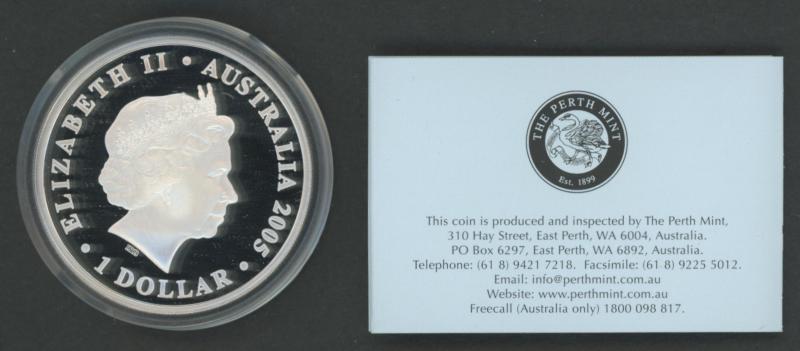 ELIZABETH II • AUSTRALIA 2005 •
1 DOLLAR •
THE PERTH MINT
Est. 1899
This coin is produced and inspected by The Perth Mint,
310 Hay Street, East Perth, WA 6004, Australia.
PO Box 6297, East Perth, WA 6892, Australia.
Telephone: (61 8) 9421 7218.  Facsimile: (61 8) 9225 5012.
Email: info@perthmint.com.au
Website: www.perthmint.com.au
Freecall (Australia only) 1800 098 817.